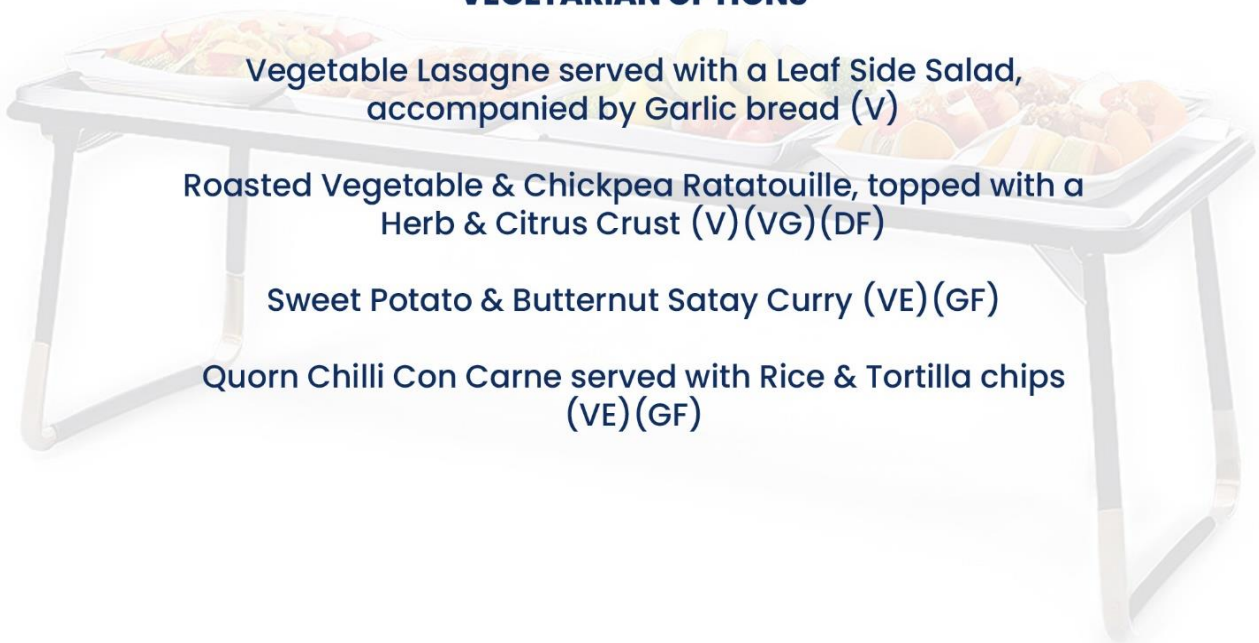 VEGETARIAN OPTIONS
Vegetable Lasagne served with a Leaf Side Salad,
accompanied by Garlic bread (V)
Roasted Vegetable & Chickpea Ratatouille, topped with a
Herb & Citrus Crust (V)(VG)(DF)
Sweet Potato & Butternut Satay Curry (VE)(GF)
Quorn Chilli Con Carne served with Rice & Tortilla chips
(VE)(GF)